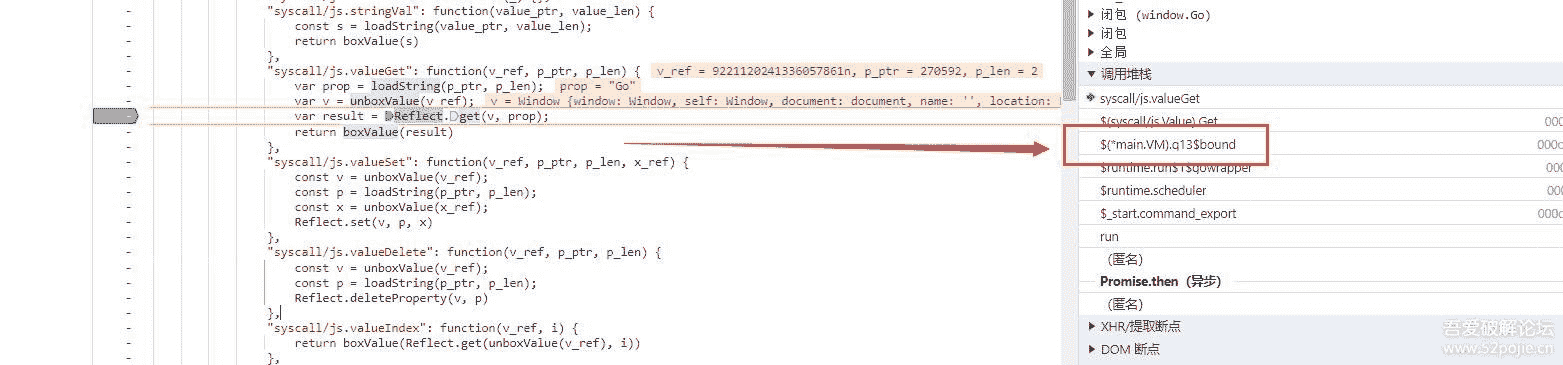 "syscall/js.stringVal": function(value_ptr, value_len) {
const s = loadString(value_ptr, value_len);
return boxValue(s)
},
"syscall/js.valueGet": function(v_ref, p_ptr, p_len) { v_ref = 9221120241336057861n, p_ptr = 270592, p_len = 2
var prop = loadString(p_ptr, p_len); prop = "Go"
var v = unboxValue(v_ref); v = Window {window: Window, self: Window, document: document, name: '', location:
var result = Reflect.get(v, prop);
return boxValue(result)
},
"syscall/js.valueSet": function(v_ref, p_ptr, p_len, x_ref) {
const v = unboxValue(v_ref);
const p = loadString(p_ptr, p_len);
const x = unboxValue(x_ref);
Reflect.set(v, p, x)
},
"syscall/js.valueDelete": function(v_ref, p_ptr, p_len) {
const v = unboxValue(v_ref);
const p = loadString(p_ptr, p_len);
Reflect.deleteProperty(v, p)
},
"syscall/js.valueIndex": function(v_ref, i) {
return boxValue(Reflect.get(unboxValue(v_ref), i))
},
闭包 (window.Go)
闭包
全局
调用堆栈
syscall/js.valueGet
$(syscall/js.Value).Get 000
$(*main.VM).q13$bound 000c
$runtime.run$1$gowrapper 000
$runtime.scheduler 000
$_start.command_export 000c
run
(匿名)
Promise.then (异步)
(匿名)
XHR/提取断点
DOM 断点
吾爱破解论坛
www.52pojie.cn